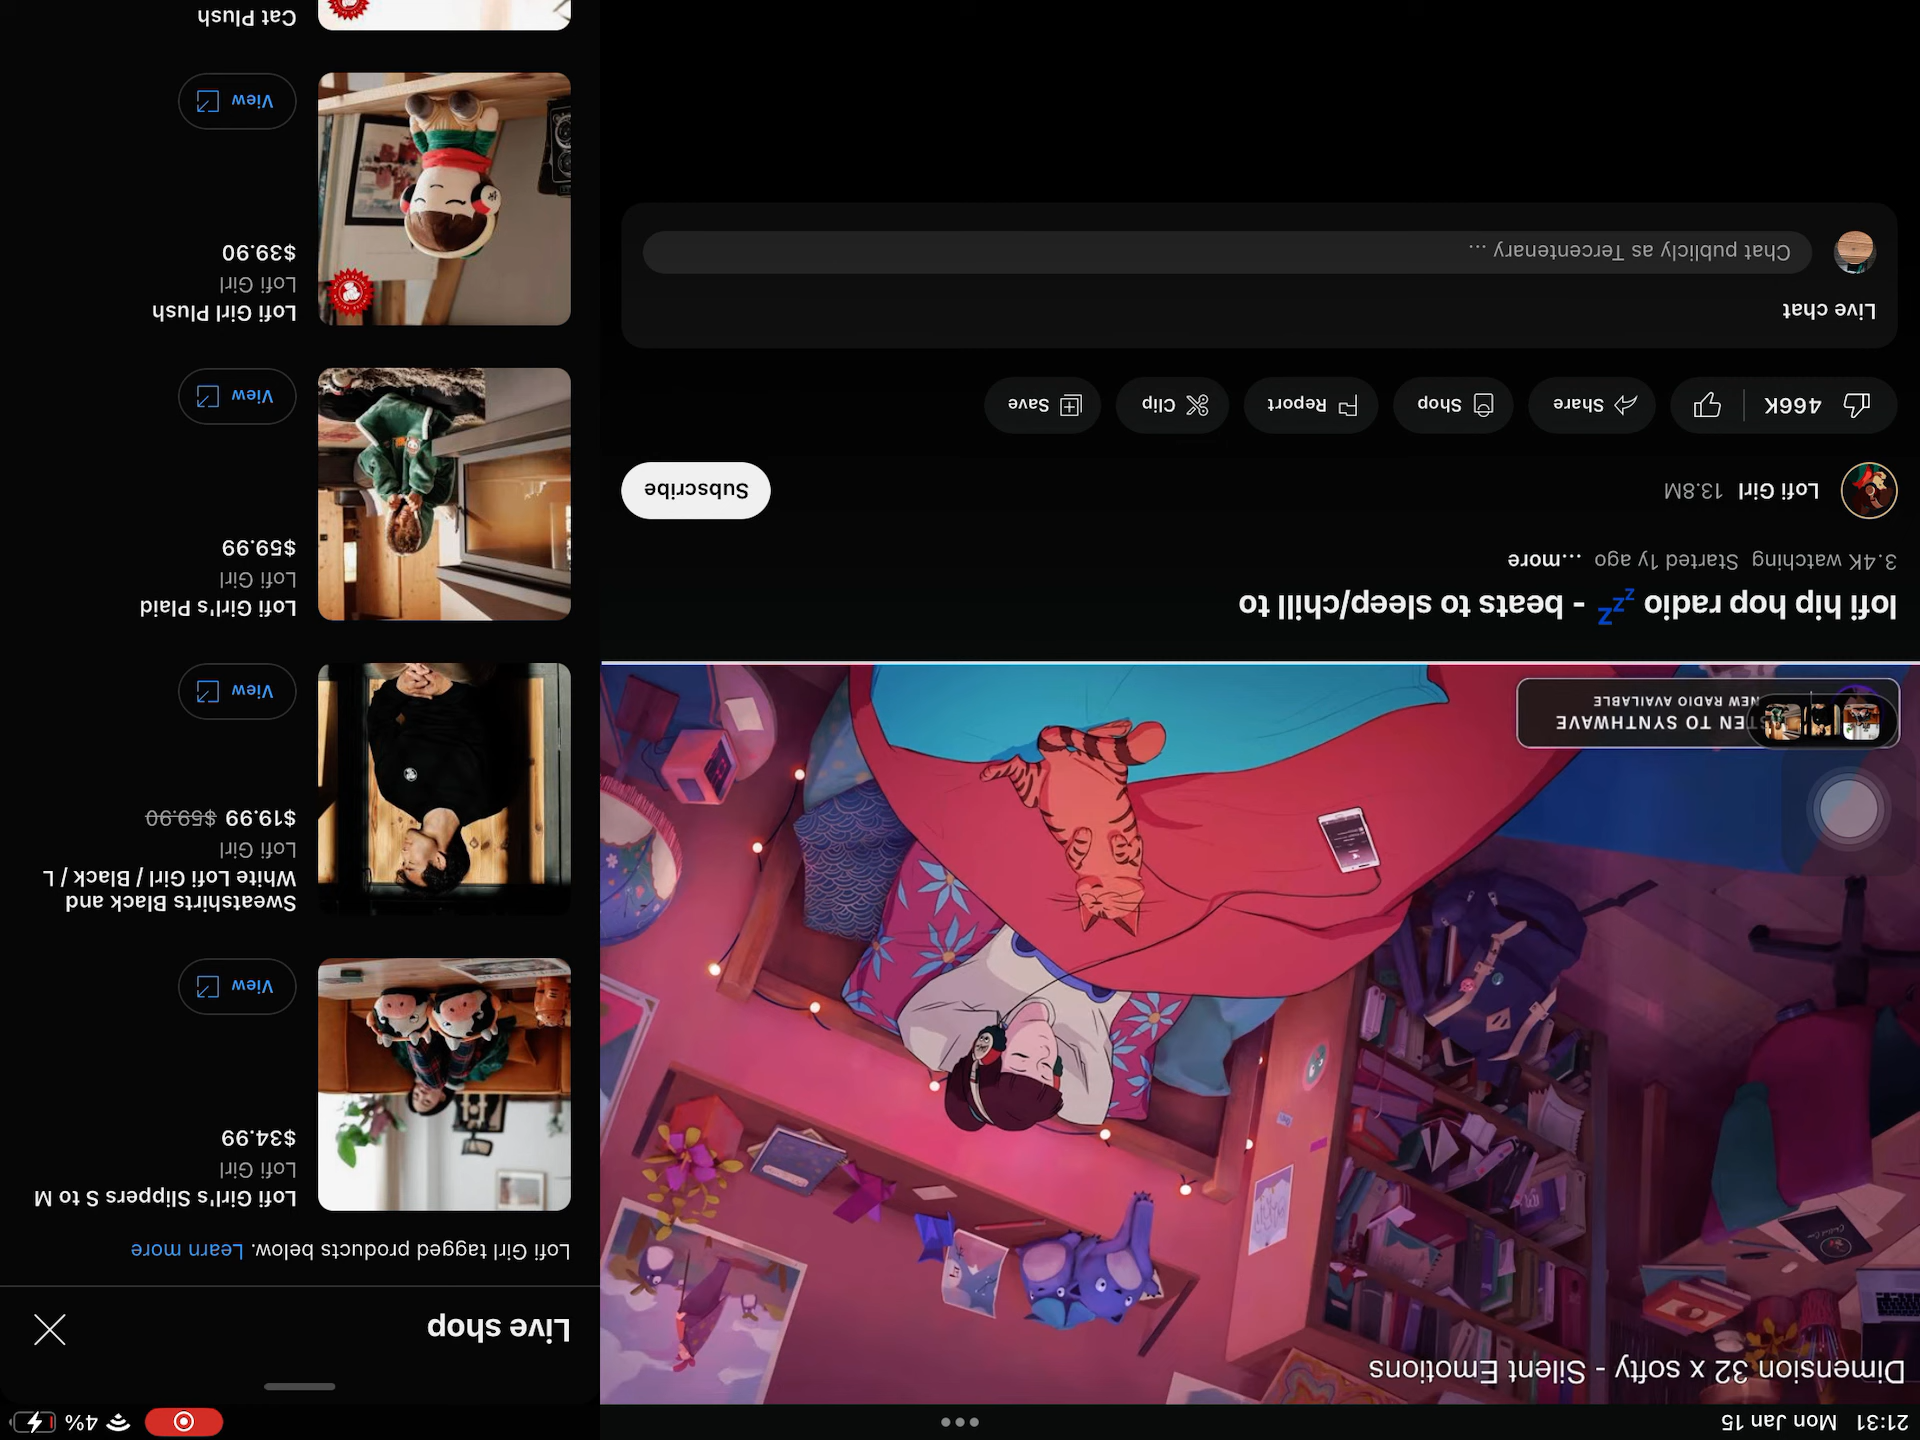 21:31 Mon Jan 15
4%
Dimension 32 x softy - Silent Emotions
TEN TO SYNTHWAVE
NEW RADIO AVAILABLE
lofi hip hop radio 💤 - beats to sleep/chill to
3.4K watching Started 1y ago ...more
Lofi Girl 13.8M
Subscribe
466K
Share
Shop
Report
Clip
Save
Live chat
Chat publicly as Tercentenary ...
Live shop
Lofi Girl tagged products below. Learn more
Lofi Girl's Slippers S to M
Lofi Girl
$34.99
View
Sweatshirts Black and
White Lofi Girl / Black / L
Lofi Girl
$19.99 $59.90
View
Lofi Girl's Plaid
Lofi Girl
$59.99
View
Lofi Girl Plush
Lofi Girl
$39.90
View
Cat Plush